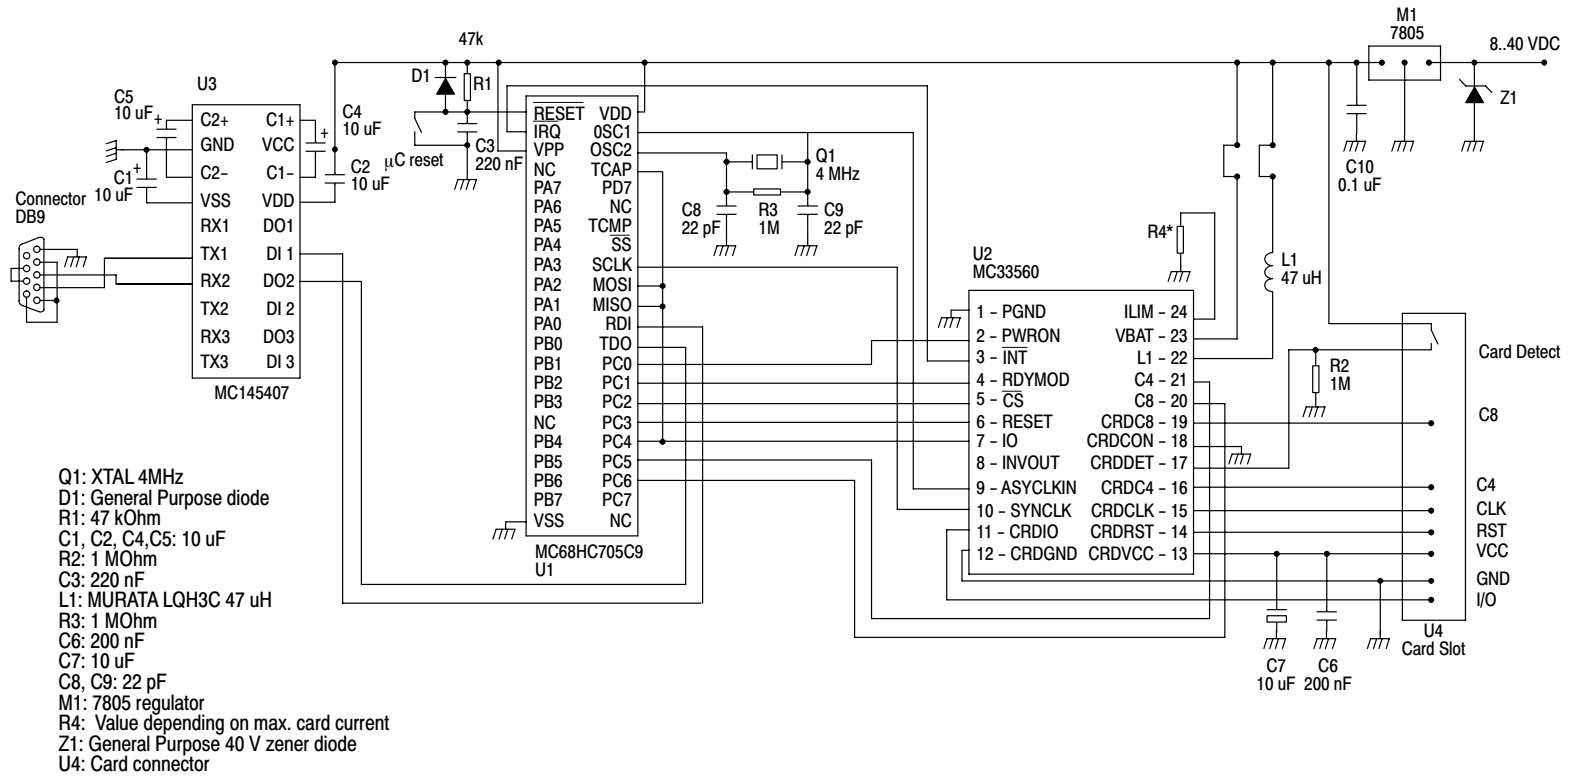 M1
7805
8..40 VDC
Z1
47k
D1
R1
U3
C5
10 uF
+
C4
10 uF
+
C2+
C1+
GND
VCC
C2–
C1–
VSS
VDD
RX1
DO1
TX1
DI 1
RX2
DO2
TX2
DI 2
RX3
DO3
TX3
DI 3
MC145407
C1
10 uF
+
C2
10 uF
Connector
DB9
μC reset
C3
220 nF
RESET
VDD
IRQ
0SC1
VPP
OSC2
NC
TCAP
PA7
PD7
PA6
NC
PA5
TCMP
PA4
SS
PA3
SCLK
PA2
MOSI
PA1
MISO
PA0
RDI
PB0
TDO
PB1
PC0
PB2
PC1
PB3
PC2
NC
PC3
PB4
PC4
PB5
PC5
PB6
PC6
PB7
PC7
VSS
NC
MC68HC705C9
U1
Q1
4 MHz
C8
22 pF
R3
1M
C9
22 pF
C10
0.1 uF
R4*
L1
47 uH
U2
MC33560
1 – PGND
ILIM – 24
2 – PWRON
VBAT – 23
3 – INT
L1 – 22
4 – RDYMOD
C4 – 21
5 – CS
C8 – 20
6 – RESET
CRDC8 – 19
7 – IO
CRDCON – 18
8 – INVOUT
CRDDET – 17
9 – ASYCLKIN
CRDC4 – 16
10 – SYNCLK
CRDCLK – 15
11 – CRDIO
CRDRST – 14
12 – CRDGND
CRDVCC – 13
R2
1M
Card Detect
C8
C4
CLK
RST
VCC
GND
I/O
U4
Card Slot
C7
10 uF
C6
200 nF
Q1: XTAL 4MHz
D1: General Purpose diode
R1: 47 kOhm
C1, C2, C4,C5: 10 uF
R2: 1 MOhm
C3: 220 nF
L1: MURATA LQH3C 47 uH
R3: 1 MOhm
C6: 200 nF
C7: 10 uF
C8, C9: 22 pF
M1: 7805 regulator
R4: Value depending on max. card current
Z1: General Purpose 40 V zener diode
U4: Card connector